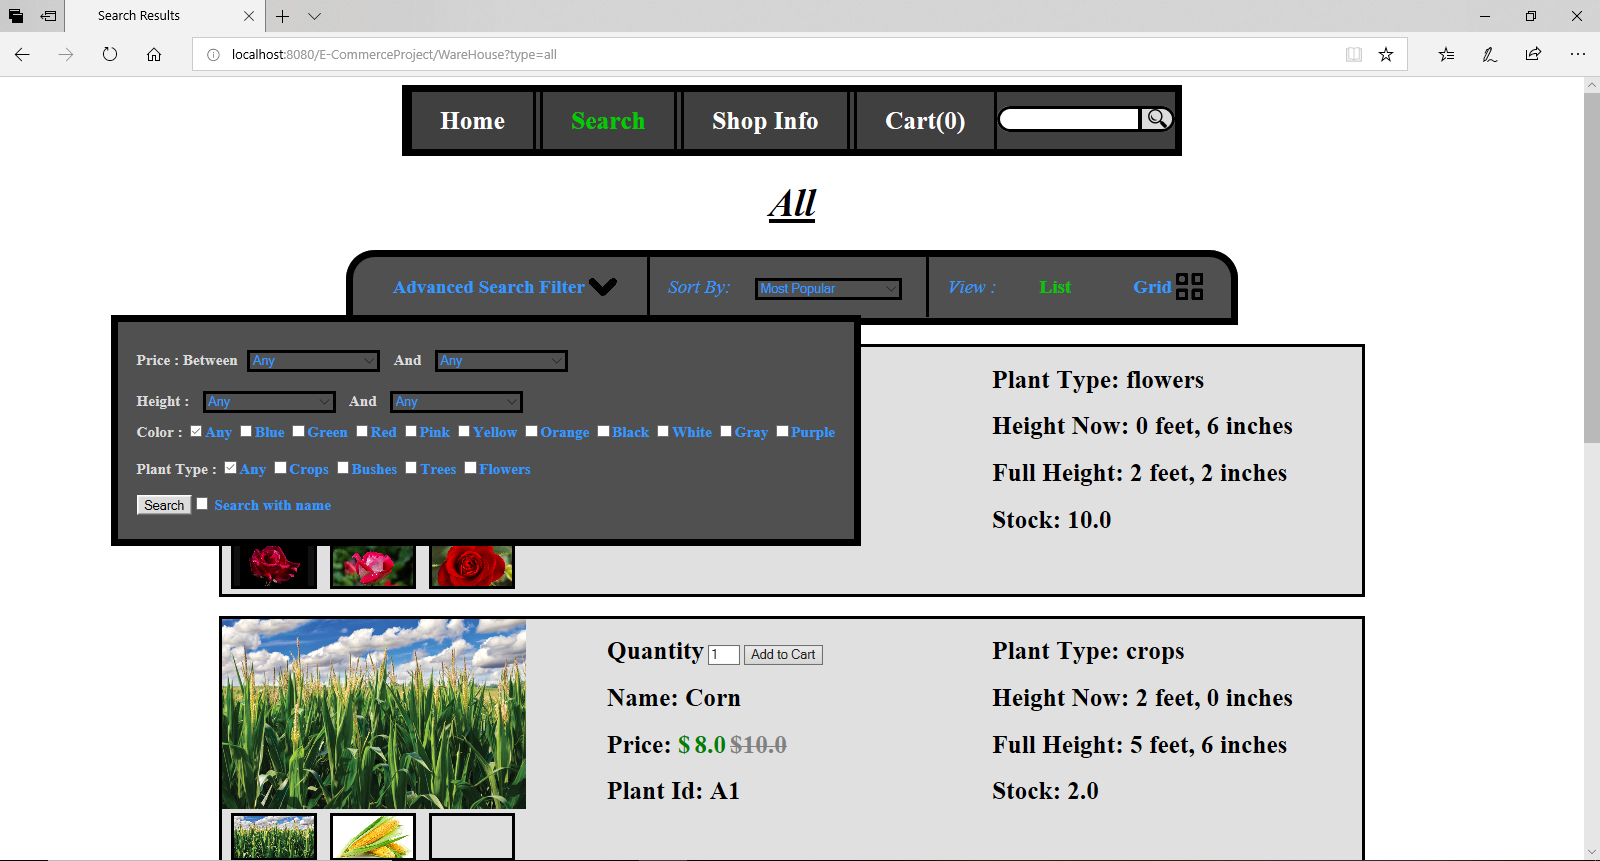 Search Results
localhost:8080/E-CommerceProject/WareHouse?type=all
Home Search Shop Info Cart(0)
All
Advanced Search Filter Sort By: Most Popular View : List Grid
Price : Between Any And Any
Height : Any And Any
Color : Any Blue Green Red Pink Yellow Orange Black White Gray Purple
Plant Type : Any Crops Bushes Trees Flowers
Search Search with name
Plant Type: flowers
Height Now: 0 feet, 6 inches
Full Height: 2 feet, 2 inches
Stock: 10.0
Quantity 1 Add to Cart
Name: Corn
Price: $ 8.0 $10.0
Plant Id: A1
Plant Type: crops
Height Now: 2 feet, 0 inches
Full Height: 5 feet, 6 inches
Stock: 2.0